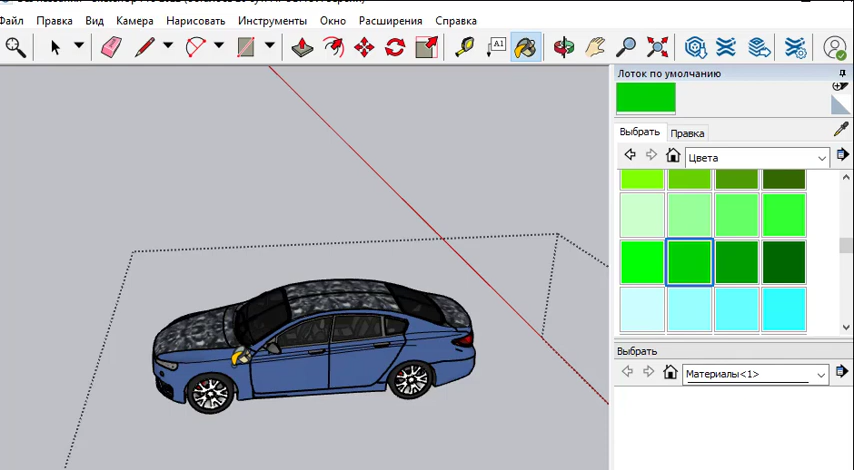 Файл Правка Вид Камера Нарисовать Инструменты Окно Расширения Справка
A1
Лоток по умолчанию
Выбрать Правка
Цвета
Выбрать
Материалы<1>